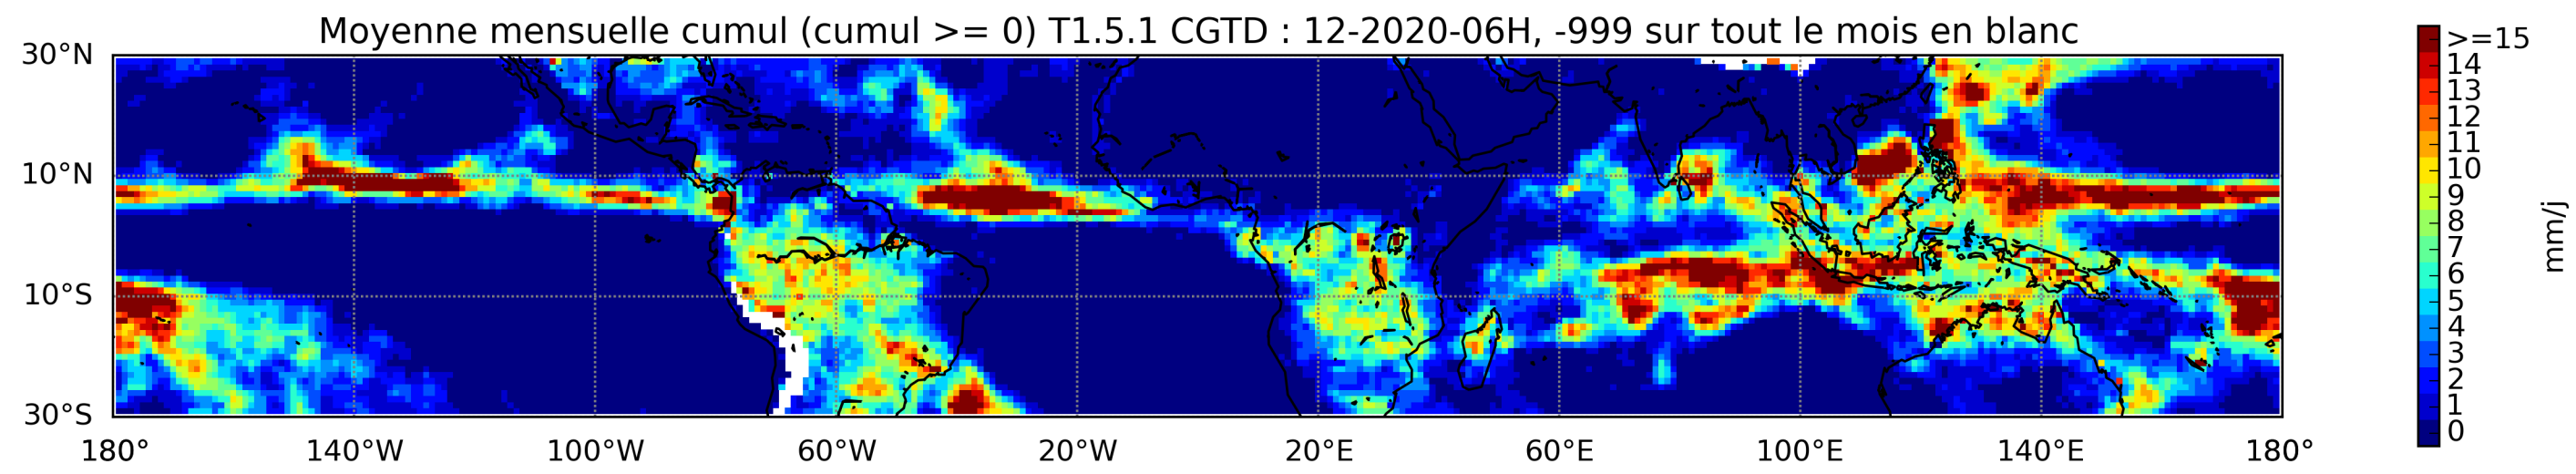 Moyenne mensuelle cumul (cumul >= 0) T1.5.1 CGTD : 12-2020-06H, -999 sur tout le mois en blanc
30°N
10°N
10°S
30°S
180° 140°W 100°W 60°W 20°W 20°E 60°E 100°E 140°E 180°
>=15
14
13
12
11
10
9
8
7
6
5
4
3
2
1
0
mm/j